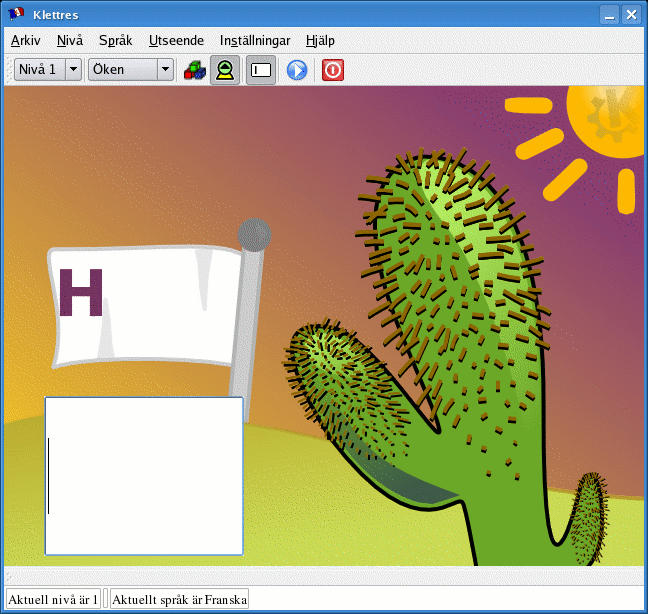 Klettres
Arkiv Nivå Språk Utseende Inställningar Hjälp
Nivå 1 Öken
H
Aktuell nivå är 1 Aktuellt språk är Franska